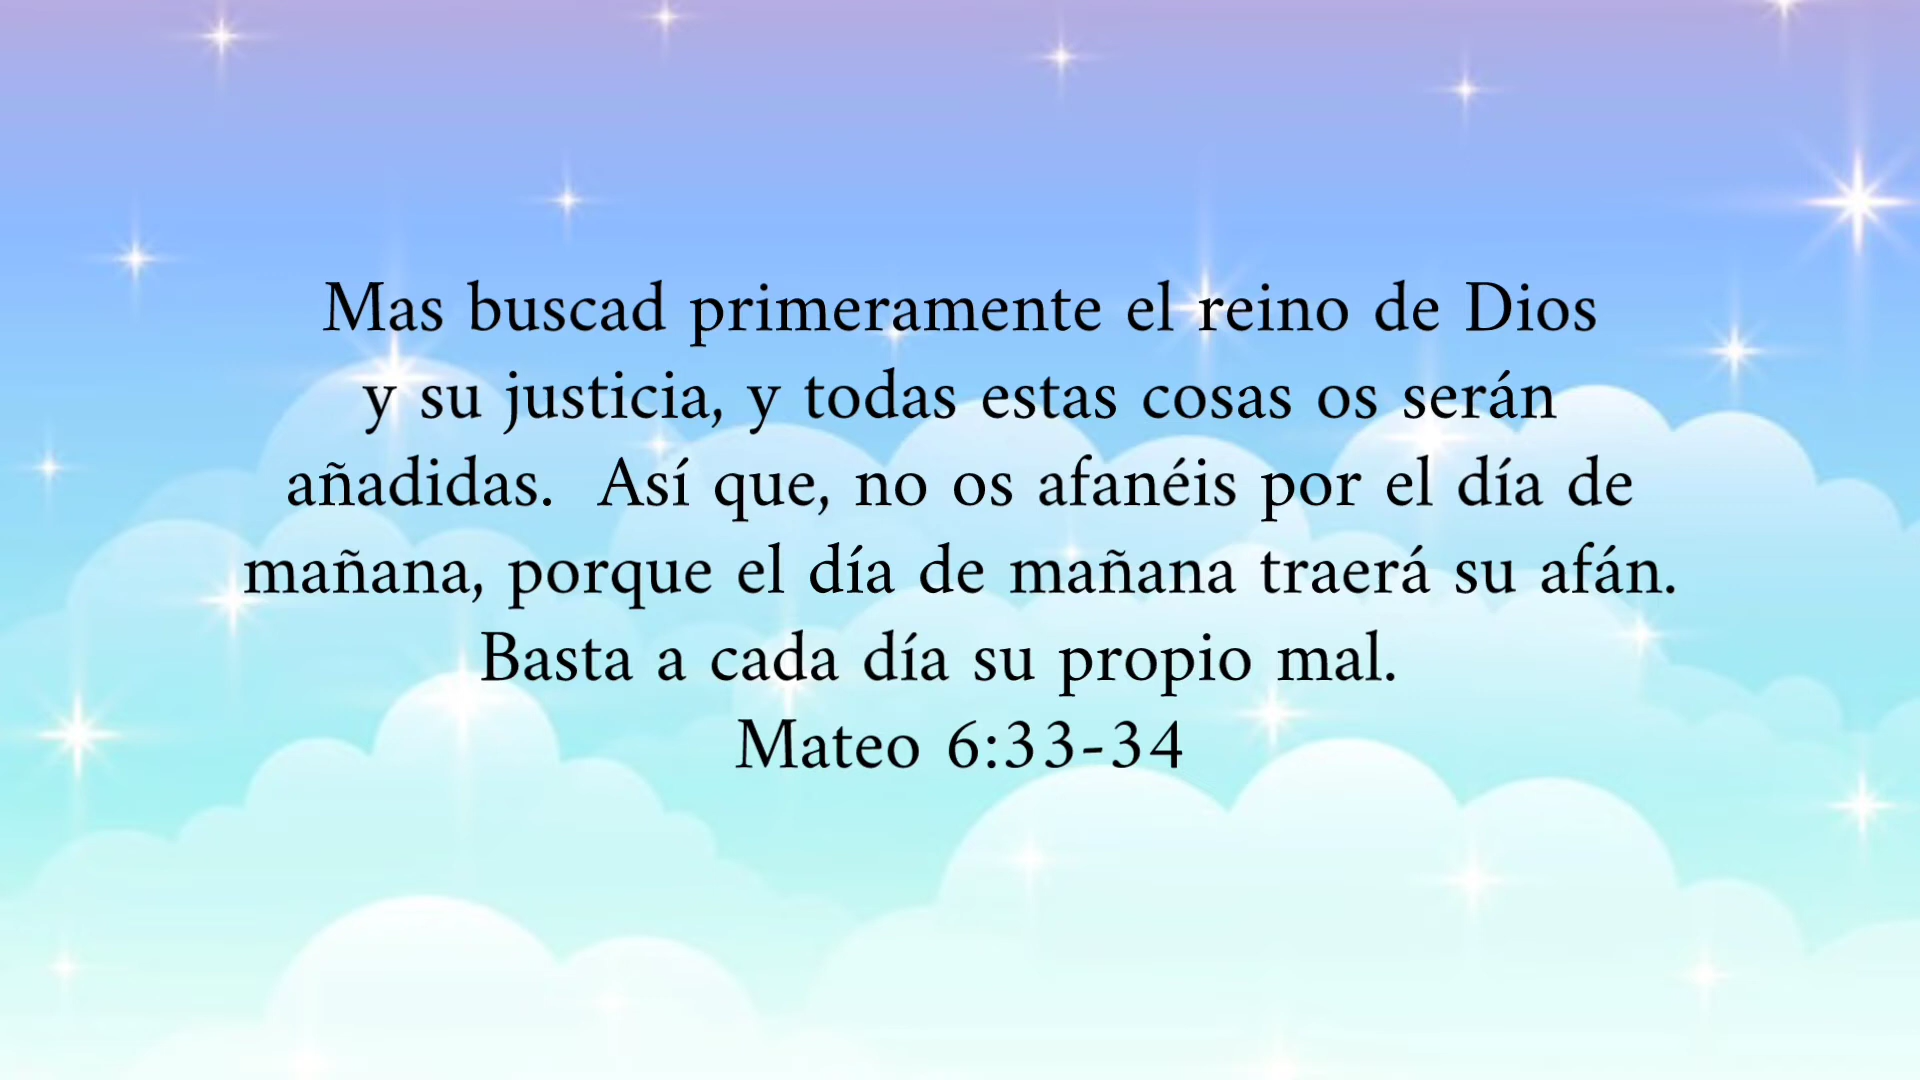 Mas buscad primeramente el reino de Dios
y su justicia, y todas estas cosas os serán
añadidas.  Así que, no os afanéis por el día de
mañana, porque el día de mañana traerá su afán.
Basta a cada día su propio mal.
Mateo 6:33-34